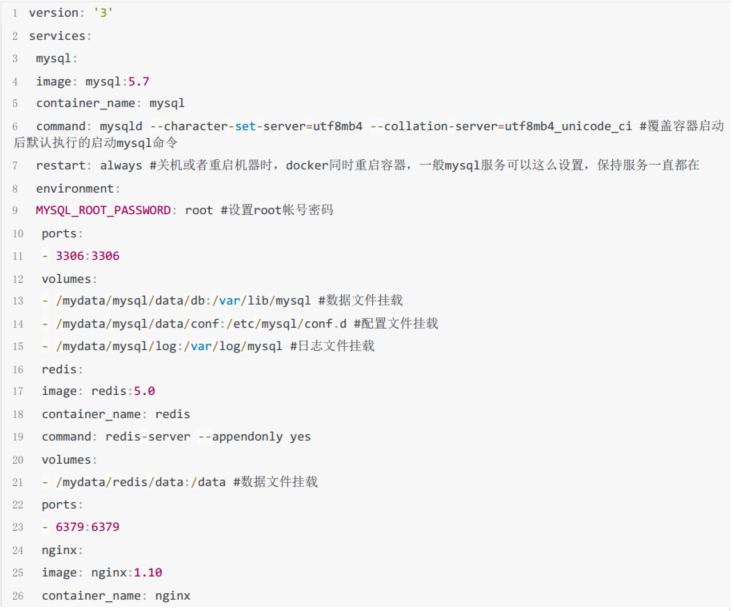 1 version: '3'
2 services:
3 mysql:
4 image: mysql:5.7
5 container_name: mysql
6 command: mysqld --character-set-server=utf8mb4 --collation-server=utf8mb4_unicode_ci #覆盖容器启动
后默认执行的启动mysql命令
7 restart: always #关机或者重启机器时，docker同时重启容器，一般mysql服务可以这么设置，保持服务一直都在
8 environment:
9 MYSQL_ROOT_PASSWORD: root #设置root帐号密码
10 ports:
11 - 3306:3306
12 volumes:
13 - /mydata/mysql/data/db:/var/lib/mysql #数据文件挂载
14 - /mydata/mysql/data/conf:/etc/mysql/conf.d #配置文件挂载
15 - /mydata/mysql/log:/var/log/mysql #日志文件挂载
16 redis:
17 image: redis:5.0
18 container_name: redis
19 command: redis-server --appendonly yes
20 volumes:
21 - /mydata/redis/data:/data #数据文件挂载
22 ports:
23 - 6379:6379
24 nginx:
25 image: nginx:1.10
26 container_name: nginx